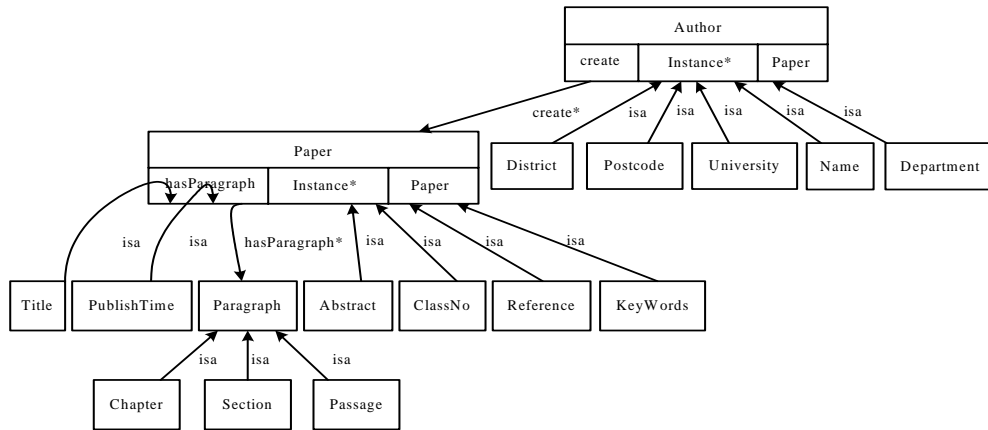 Author
create Instance* Paper
create* isa isa isa isa isa
Paper
District Postcode University Name Department
hasParagraph Instance* Paper
isa isa hasParagraph* isa isa isa isa
Title PublishTime Paragraph Abstract ClassNo Reference KeyWords
isa isa isa
Chapter Section Passage